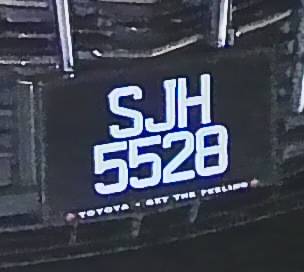 SJH
5528
TOYOTA - GET THE FEELING